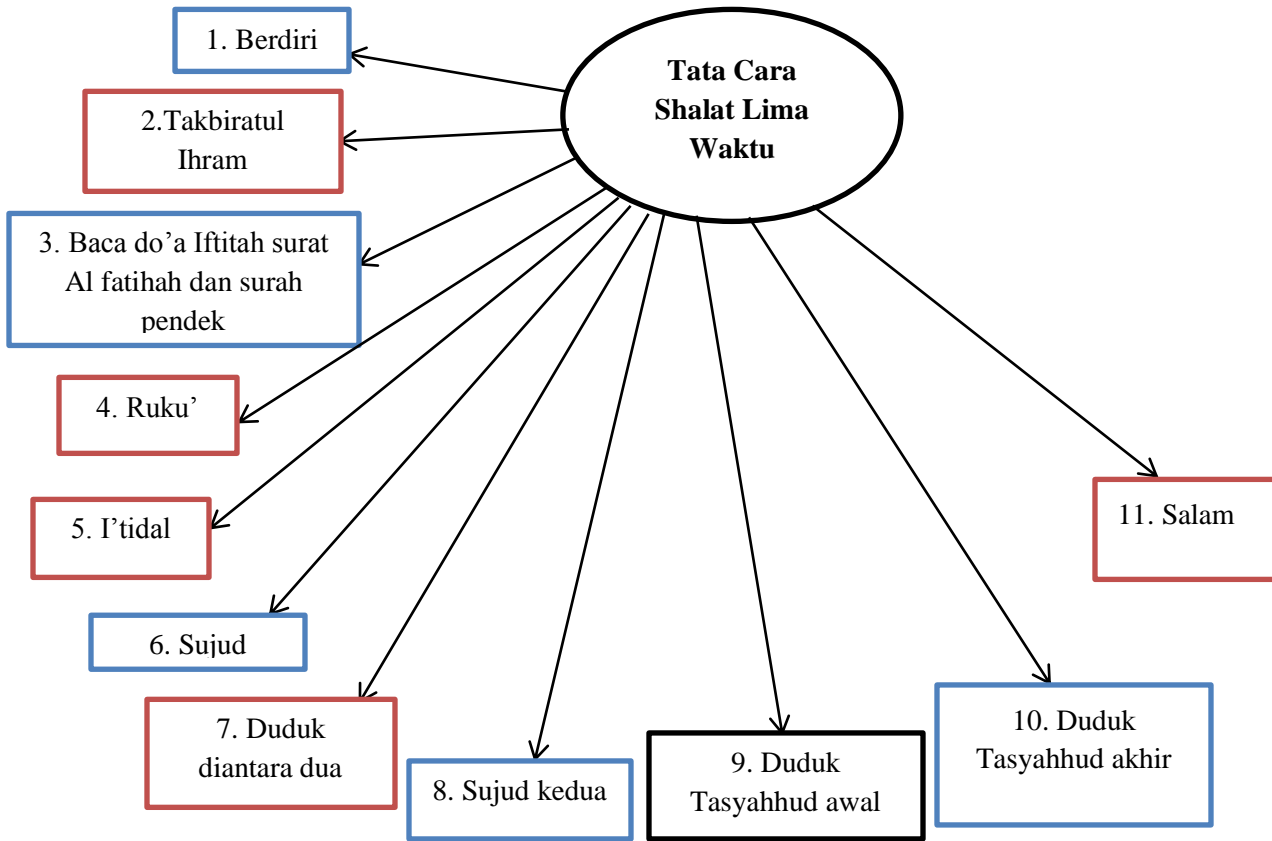 Tata Cara
Shalat Lima
Waktu
1. Berdiri
2.Takbiratul
Ihram
3. Baca do’a Iftitah surat
Al fatihah dan surah
pendek
4. Ruku’
5. I’tidal
6. Sujud
7. Duduk
diantara dua
8. Sujud kedua
9. Duduk
Tasyahhud awal
10. Duduk
Tasyahhud akhir
11. Salam